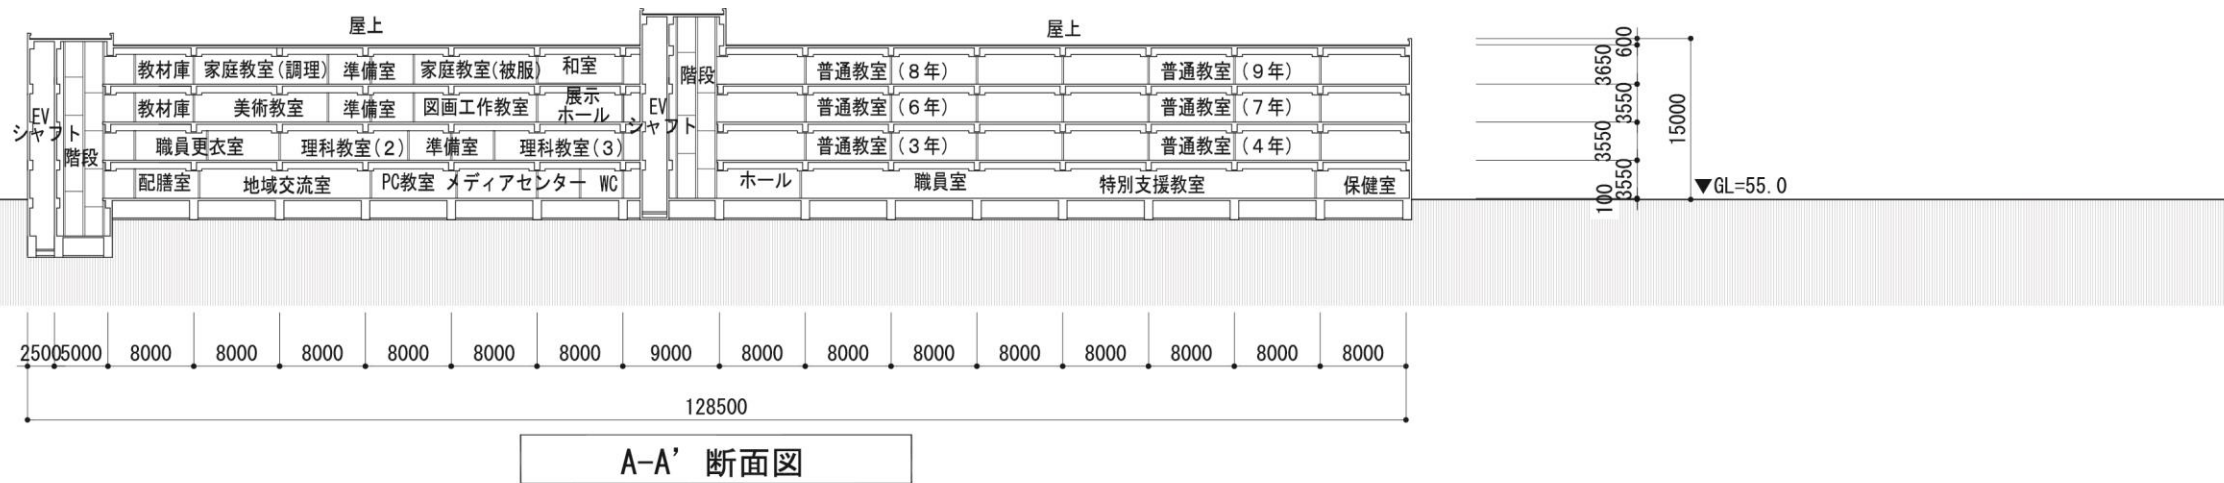 屋上
屋上
教材庫 家庭教室(調理) 準備室 家庭教室(被服) 和室
階段
普通教室(8年) 普通教室(9年)
教材庫 美術教室 準備室 図画工作教室 展示
ホール
普通教室(6年) 普通教室(7年)
EV
シャフト
EV
シャフト
階段
職員更衣室 理科教室(2) 準備室 理科教室(3)
普通教室(3年) 普通教室(4年)
配膳室 地域交流室 PC教室 メディアセンター WC
ホール 職員室 特別支援教室 保健室
600
3650
3550
3550
3550
100
15000
▼GL=55.0
2500 5000 8000 8000 8000 8000 8000 8000 9000 8000 8000 8000 8000 8000 8000 8000 8000
128500
A-A' 断面図